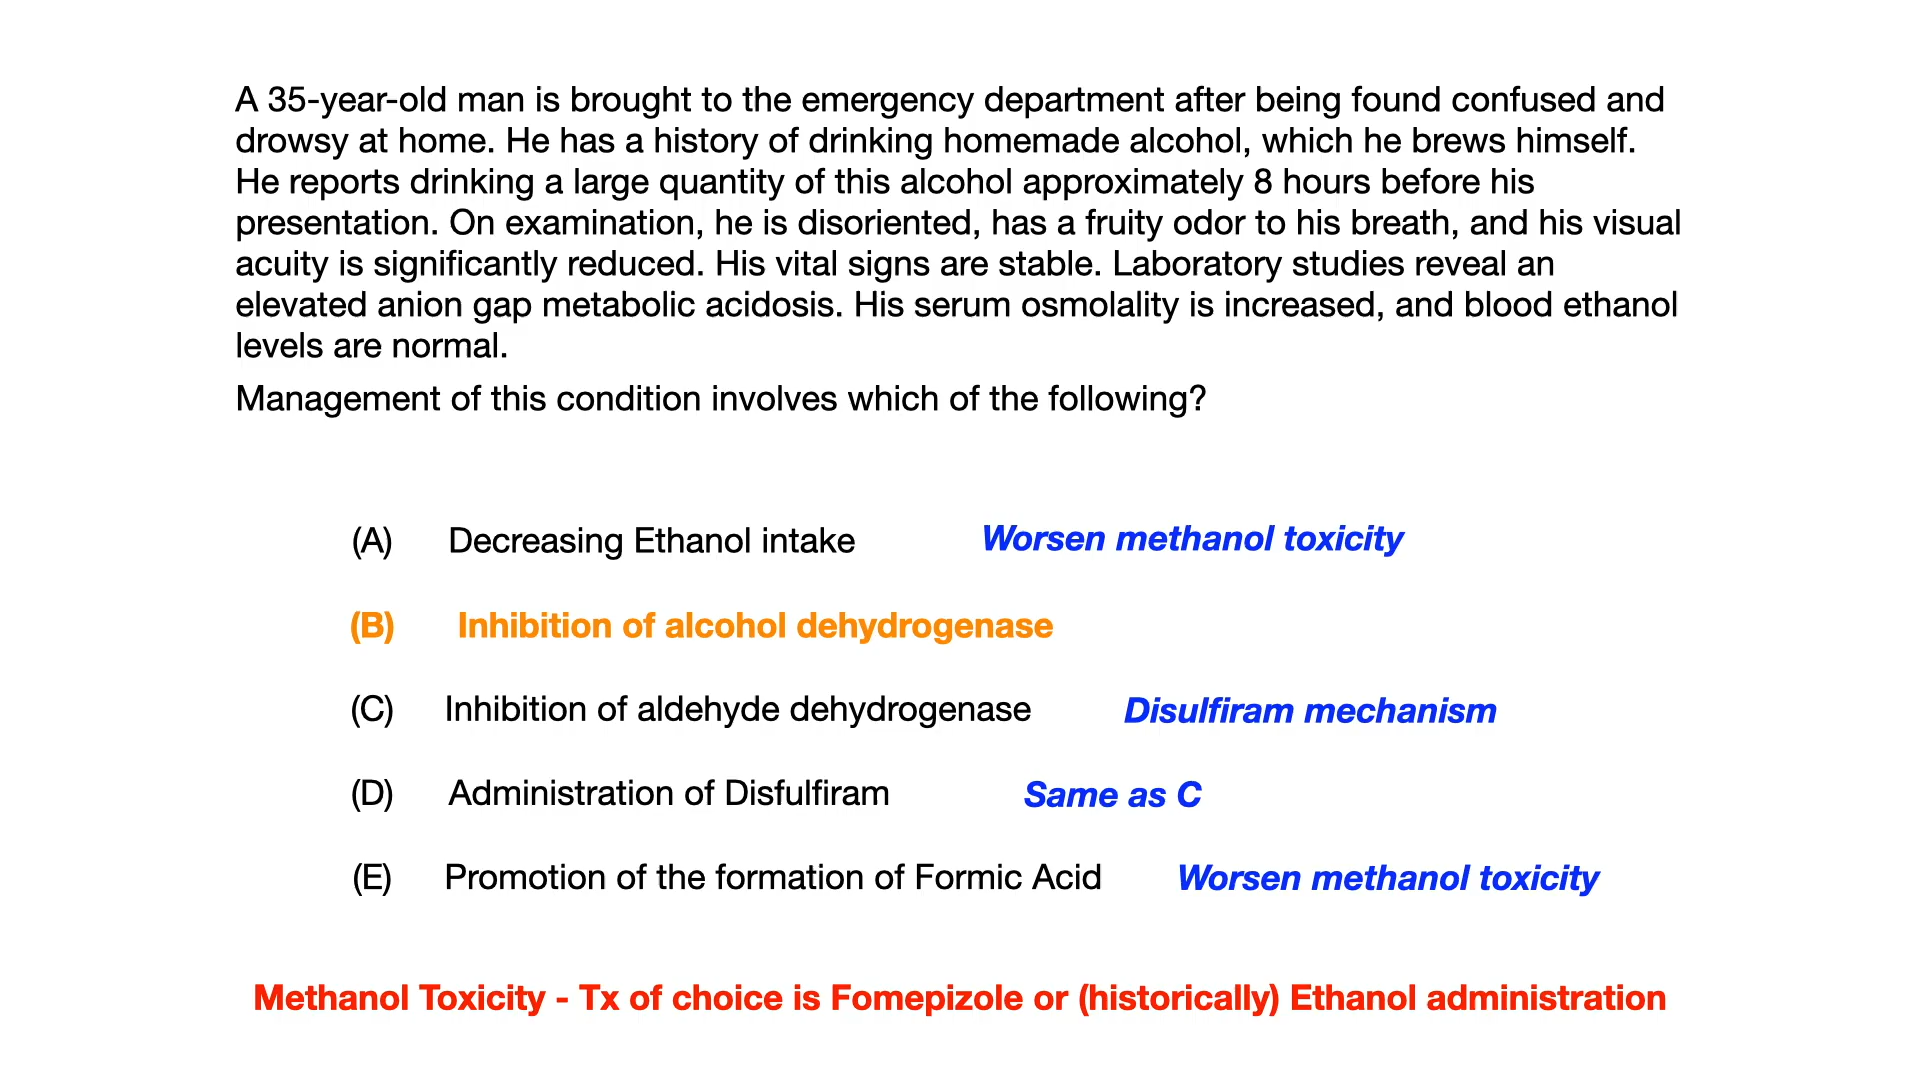 A 35-year-old man is brought to the emergency department after being found confused and
drowsy at home. He has a history of drinking homemade alcohol, which he brews himself.
He reports drinking a large quantity of this alcohol approximately 8 hours before his
presentation. On examination, he is disoriented, has a fruity odor to his breath, and his visual
acuity is significantly reduced. His vital signs are stable. Laboratory studies reveal an
elevated anion gap metabolic acidosis. His serum osmolality is increased, and blood ethanol
levels are normal.
Management of this condition involves which of the following?
(A) Decreasing Ethanol intake Worsen methanol toxicity
(B) Inhibition of alcohol dehydrogenase
(C) Inhibition of aldehyde dehydrogenase Disulfiram mechanism
(D) Administration of Disfulfiram Same as C
(E) Promotion of the formation of Formic Acid Worsen methanol toxicity
Methanol Toxicity - Tx of choice is Fomepizole or (historically) Ethanol administration